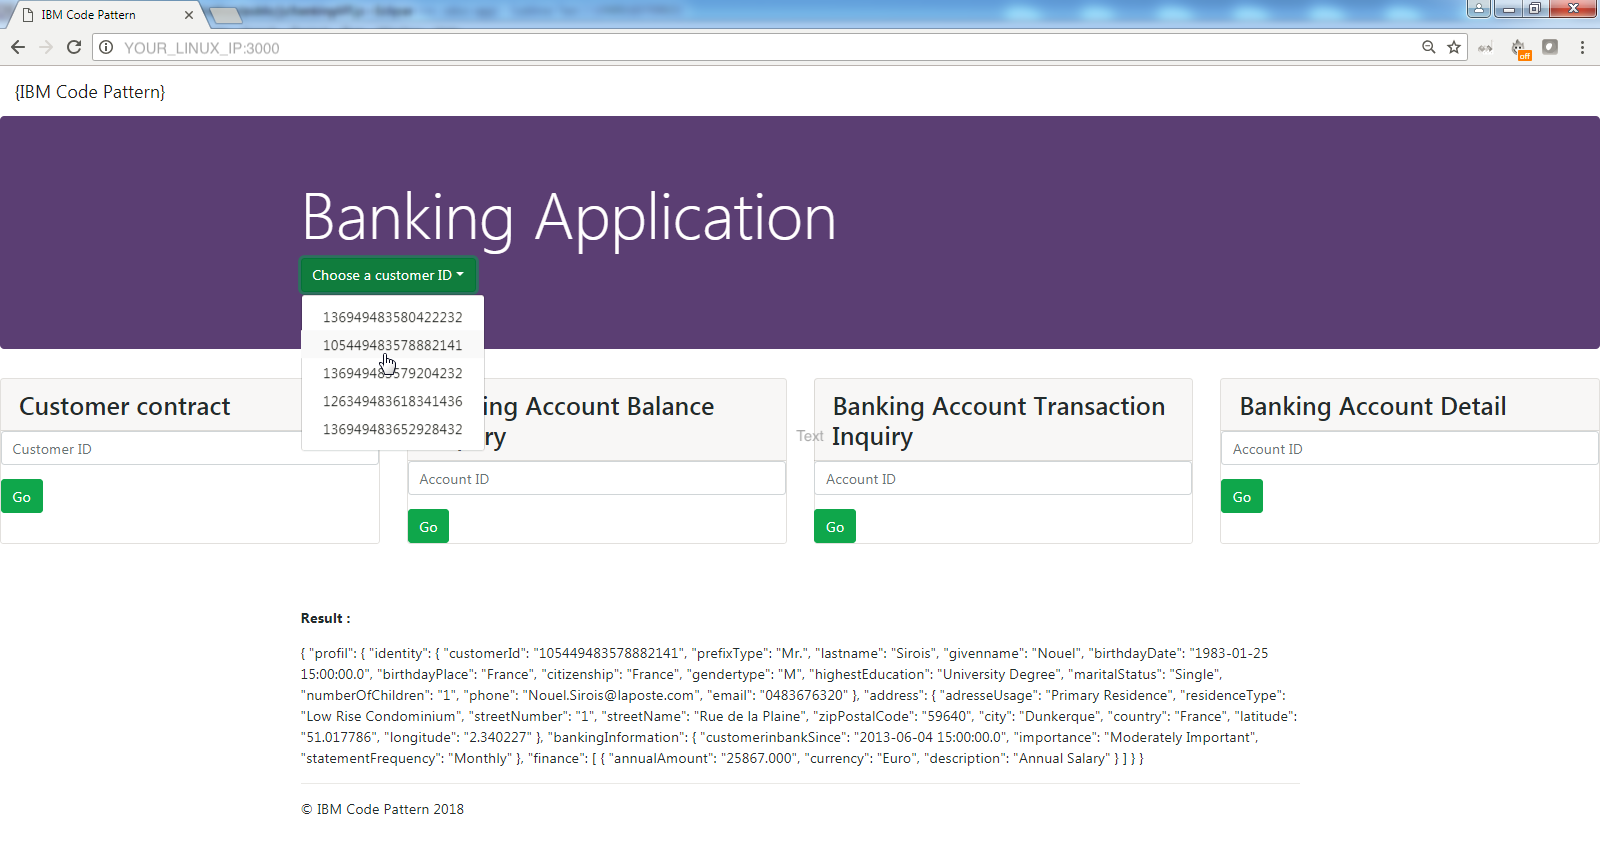 IBM Code Pattern
YOUR_LINUX_IP:3000
off
{IBM Code Pattern}
Banking Application
Choose a customer ID
136949483580422232
105449483578882141
136949483579204232
126349483618341436
136949483652928432
Customer contract
Customer ID
Go
ing Account Balance
ry
Account ID
Go
Text
Banking Account Transaction
Inquiry
Account ID
Go
Banking Account Detail
Account ID
Go
Result :
{ "profil": { "identity": { "customerId": "105449483578882141", "prefixType": "Mr.", "lastname": "Sirois", "givenname": "Nouel", "birthdayDate": "1983-01-25
15:00:00.0", "birthdayPlace": "France", "citizenship": "France", "gendertype": "M", "highestEducation": "University Degree", "maritalStatus": "Single",
"numberOfChildren": "1", "phone": "Nouel.Sirois@laposte.com", "email": "0483676320" }, "address": { "adresseUsage": "Primary Residence", "residenceType":
"Low Rise Condominium", "streetNumber": "1", "streetName": "Rue de la Plaine", "zipPostalCode": "59640", "city": "Dunkerque", "country": "France", "latitude":
"51.017786", "longitude": "2.340227" }, "bankingInformation": { "customerinbankSince": "2013-06-04 15:00:00.0", "importance": "Moderately Important",
"statementFrequency": "Monthly" }, "finance": [ { "annualAmount": "25867.000", "currency": "Euro", "description": "Annual Salary" } ] } }
© IBM Code Pattern 2018